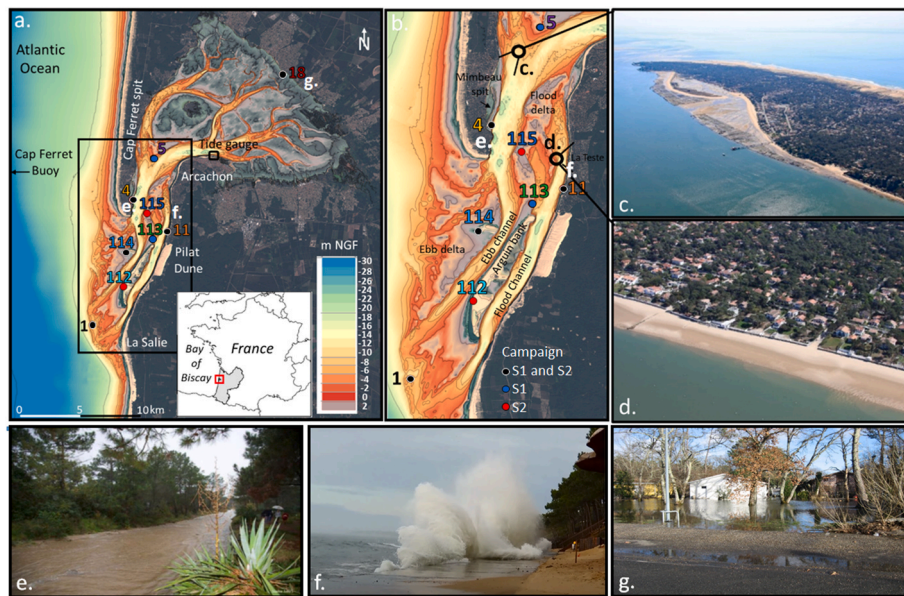 a.
N
Atlantic
Ocean
Cap Ferret spit
18
g.
5
Tide gauge
Cap Ferret
Buoy
Arcachon
4
e.
115
f.
113
11
114
Pilat
Dune
112
1
La Salie
m NGF
-30
-28
-26
-24
-22
-20
-18
-16
-14
-12
-10
-8
-6
-4
-2
0
2
Bay
of
Biscay
France
0 5 10 km
b.
5
c.
Mimbeau
spit
Flood
delta
4
e.
115
d.
La Teste
f.
11
113
114
Ebb delta
Ebb channel
Arguin bank
Flood Channel
112
1
Campaign
S1 and S2
S1
S2
c.
d.
e.
f.
g.